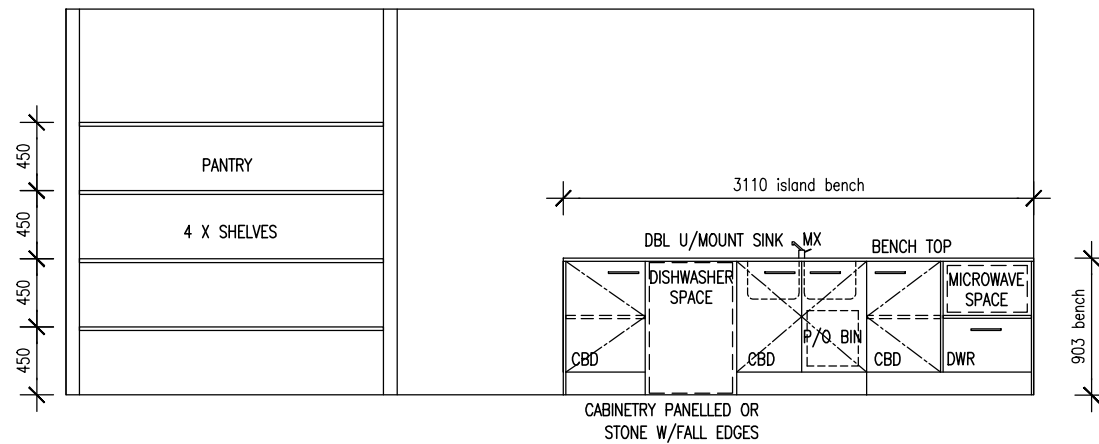 450
450
450
450
PANTRY
4 X SHELVES
3110 island bench
DBL U/MOUNT SINK
MX
BENCH TOP
DISHWASHER
SPACE
MICROWAVE
SPACE
P/O BIN
CBD
CBD
CBD
DWR
903 bench
CABINETRY PANELLED OR
STONE W/FALL EDGES